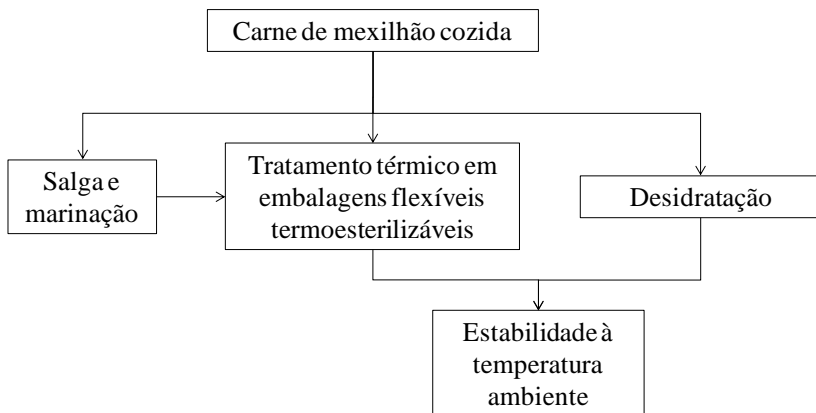 Carne de mexilhão cozida
Salga e
marinação
Tratamento térmico em
embalagens flexíveis
termoesterilizáveis
Desidratação
Estabilidade à
temperatura
ambiente